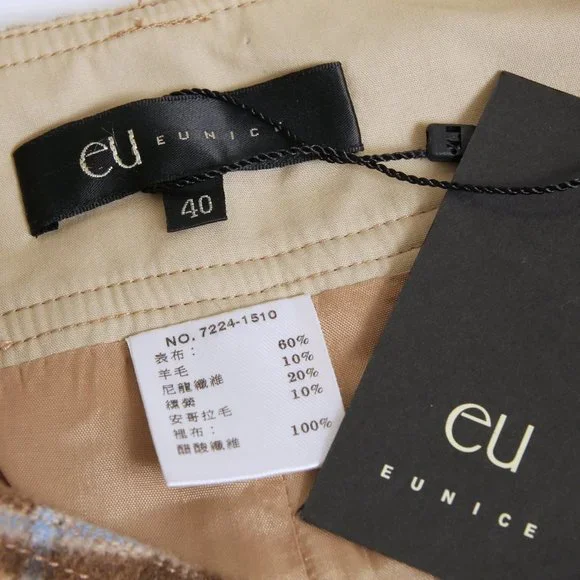 eu EUNICE
40
NO. 7224-1510
表布：
羊毛 60%
尼龍纖維 10%
縲縈 20%
安哥拉毛 10%
裡布：
醋酸纖維 100%
eu
EUNICE